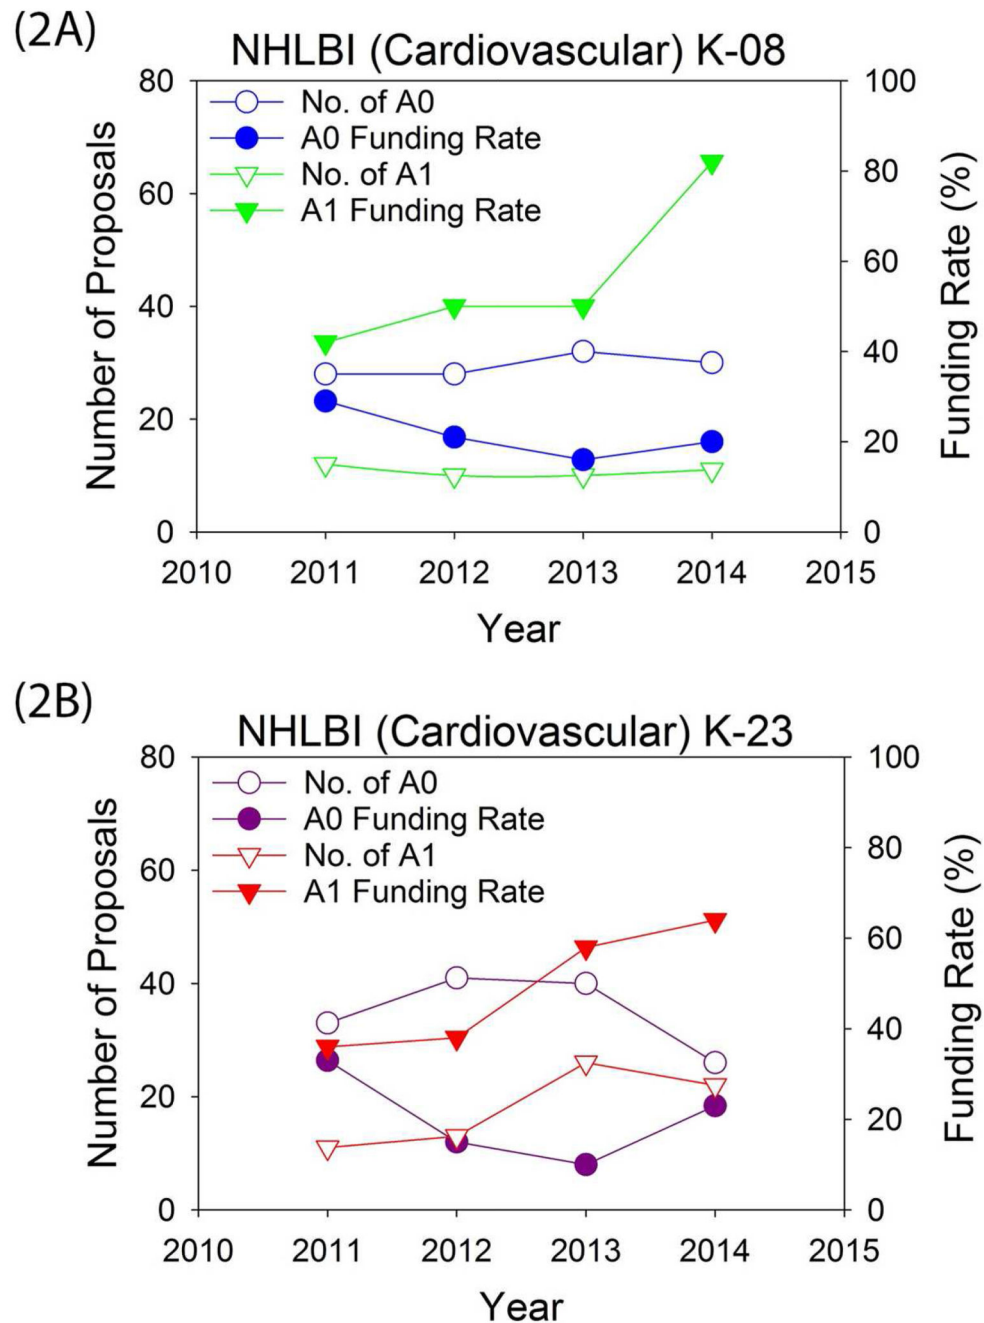 (2A)
NHLBI (Cardiovascular) K-08
80
60
40
20
0
Number of Proposals
No. of A0
A0 Funding Rate
No. of A1
A1 Funding Rate
100
80
60
40
20
0
Funding Rate (%)
2010 2011 2012 2013 2014 2015
Year
(2B)
NHLBI (Cardiovascular) K-23
80
60
40
20
0
Number of Proposals
No. of A0
A0 Funding Rate
No. of A1
A1 Funding Rate
100
80
60
40
20
0
Funding Rate (%)
2010 2011 2012 2013 2014 2015
Year